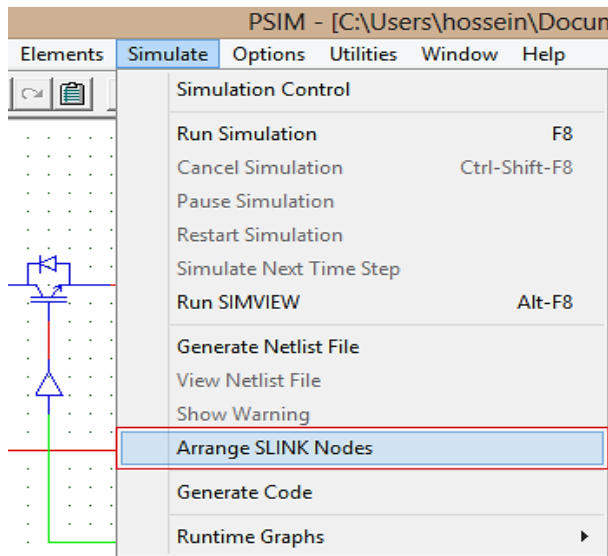 PSIM - [C:\Users\hossein\Docum
Elements Simulate Options Utilities Window Help
Simulation Control
Run Simulation F8
Cancel Simulation Ctrl-Shift-F8
Pause Simulation
Restart Simulation
Simulate Next Time Step
Run SIMVIEW Alt-F8
Generate Netlist File
View Netlist File
Show Warning
Arrange SLINK Nodes
Generate Code
Runtime Graphs